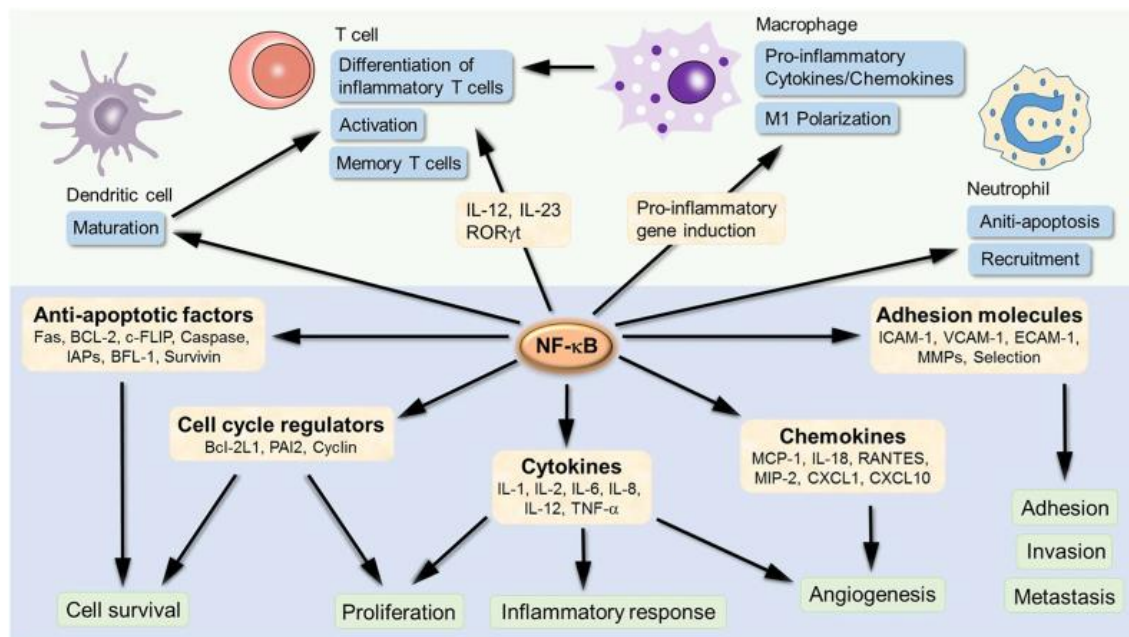 T cell
Differentiation of
inflammatory T cells
Activation
Memory T cells
Macrophage
Pro-inflammatory
Cytokines/Chemokines
M1 Polarization
Dendritic cell
Maturation
IL-12, IL-23
RORγt
Pro-inflammatory
gene induction
Neutrophil
Aniti-apoptosis
Recruitment
Anti-apoptotic factors
Fas, BCL-2, c-FLIP, Caspase,
IAPs, BFL-1, Survivin
NF-κB
Adhesion molecules
ICAM-1, VCAM-1, ECAM-1,
MMPs, Selection
Cell cycle regulators
Bcl-2L1, PAI2, Cyclin
Cytokines
IL-1, IL-2, IL-6, IL-8,
IL-12, TNF-α
Chemokines
MCP-1, IL-18, RANTES,
MIP-2, CXCL1, CXCL10
Cell survival
Proliferation
Inflammatory response
Angiogenesis
Adhesion
Invasion
Metastasis